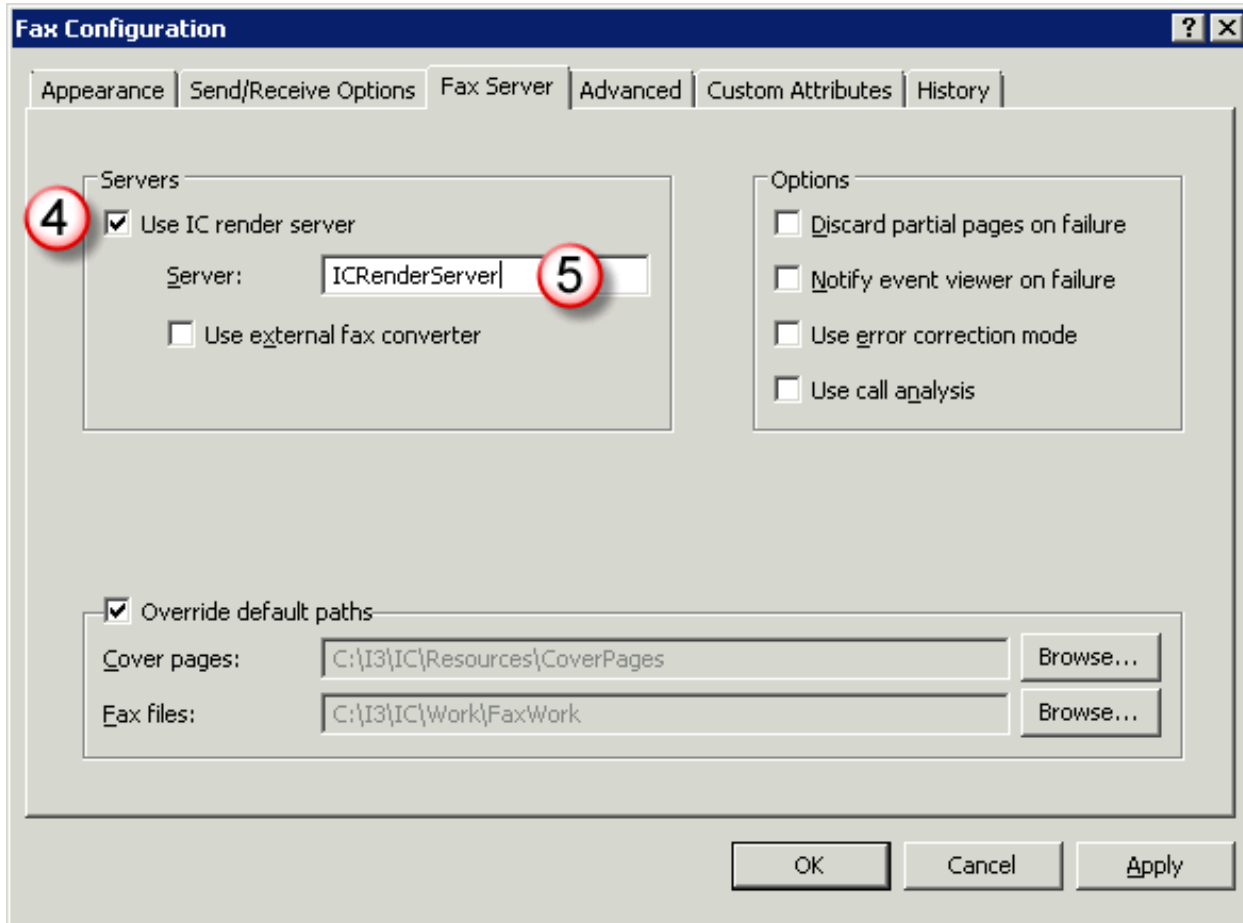 Fax Configuration
Appearance Send/Receive Options Fax Server Advanced Custom Attributes History
Servers
4 Use IC render server
Server: ICRenderServer 5
Use external fax converter
Options
Discard partial pages on failure
Notify event viewer on failure
Use error correction mode
Use call analysis
Override default paths
Cover pages: C:\I3\IC\Resources\CoverPages Browse...
Fax files: C:\I3\IC\Work\FaxWork Browse...
OK Cancel Apply